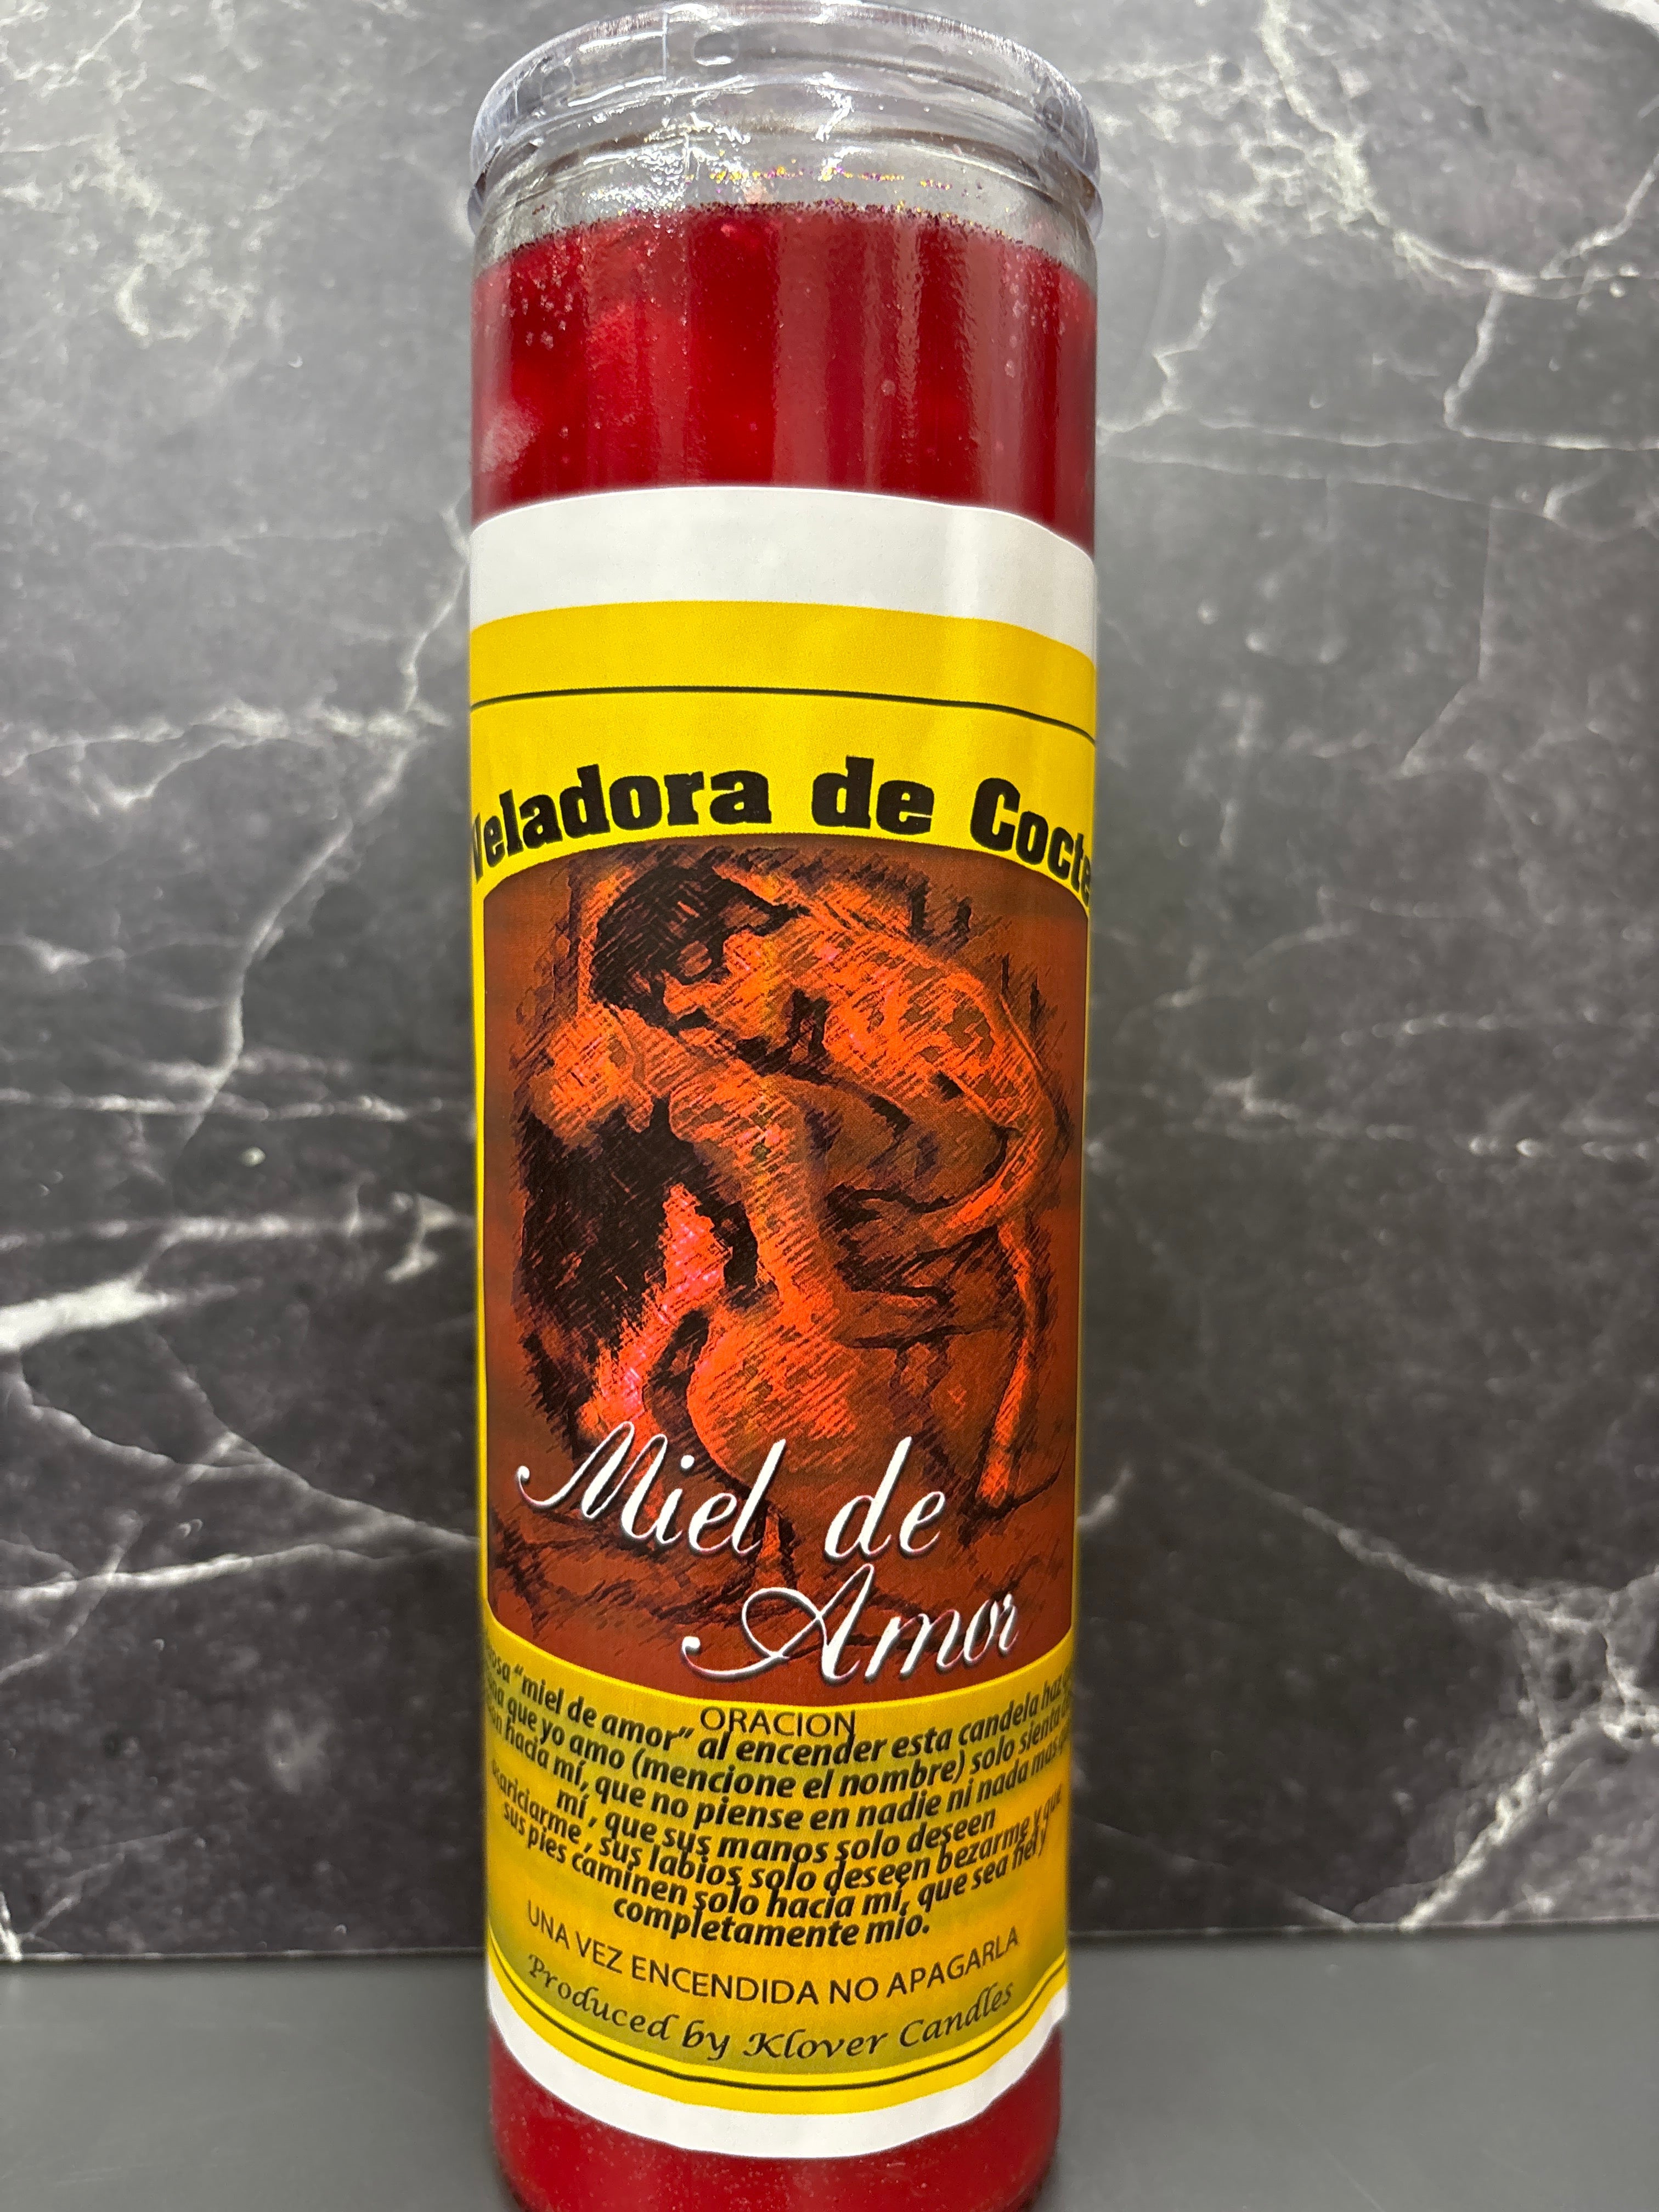 Veladora de
Miel de
Amor
ORACION
"miel de amor" al encender esta candela haz
que yo amo (mencione el nombre) solo sienta
hacia mí, que no piense en nadie ni nada mas
mí, que sus manos solo deseen
acariciarme, sus labios solo deseen bezarme y que
sus pies caminen solo hacia mí, que sea fiel y
completamente mío.
UNA VEZ ENCENDIDA NO APAGARLA
Produced by Klover Candles